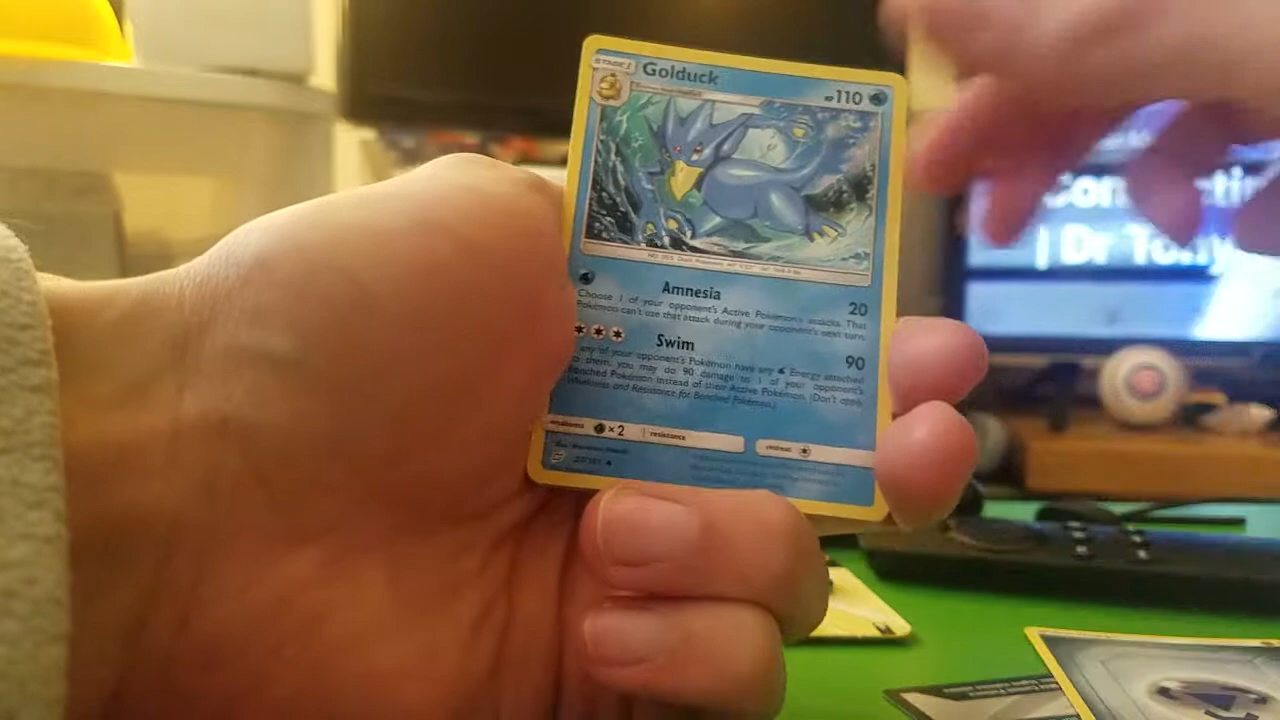 STAGE 1
Golduck
HP110
Amnesia 20
Choose 1 of your opponent's Active Pokémon's attacks. That
Pokémon can't use that attack during your opponent's next turn.
Swim 90
any of your opponent's Pokémon have any Energy attached
to them, you may do 90 damage to 1 of your opponent's
Benched Pokémon instead of their Active Pokémon. (Don't apply
Weakness and Resistance for Benched Pokémon.)
weakness ×2 resistance retreat
| Dr Tony